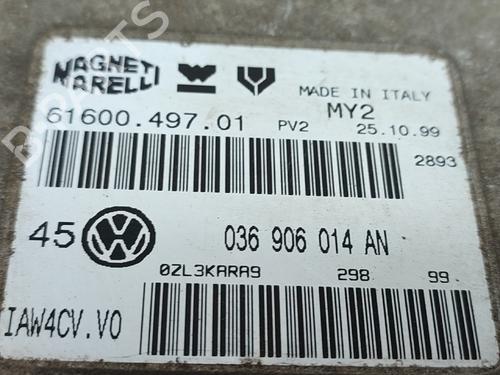 MAGNETI MARELLI
MADE IN ITALY
MY2
61600.497.01 PV2 25.10.99
2893
45 036 906 014 AN
0ZL3KARA9 298 99
IAW4CV.V0